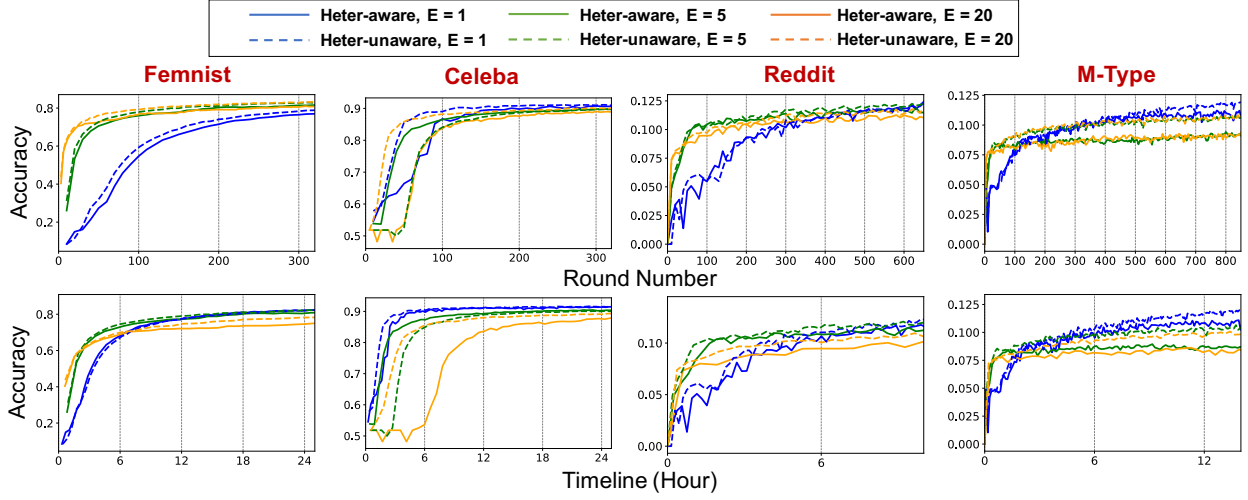 Heter-aware, E = 1 Heter-aware, E = 5 Heter-aware, E = 20
Heter-unaware, E = 1 Heter-unaware, E = 5 Heter-unaware, E = 20
Femnist Celeba Reddit M-Type
Accuracy
0.8
0.6
0.4
0.2
0 100 200 300
0.9
0.8
0.7
0.6
0.5
0 100 200 300
0.125
0.100
0.075
0.050
0.025
0.000
0 100 200 300 400 500 600
0.125
0.100
0.075
0.050
0.025
0.000
0 100 200 300 400 500 600 700 800
Round Number
Accuracy
0.8
0.6
0.4
0.2
0 6 12 18 24
0.9
0.8
0.7
0.6
0.5
0 6 12 18 24
0.10
0.05
0.00
0 6
0.125
0.100
0.075
0.050
0.025
0.000
0 6 12
Timeline (Hour)